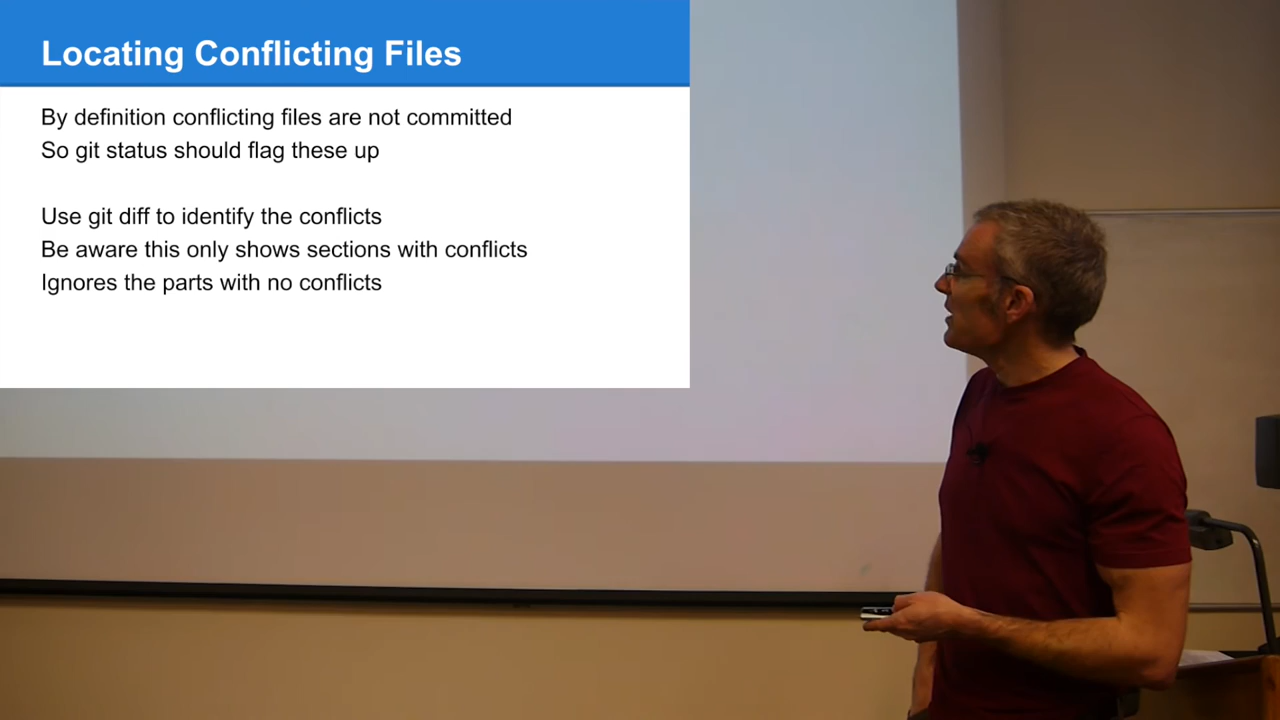 Locating Conflicting Files
By definition conflicting files are not committed
So git status should flag these up
Use git diff to identify the conflicts
Be aware this only shows sections with conflicts
Ignores the parts with no conflicts